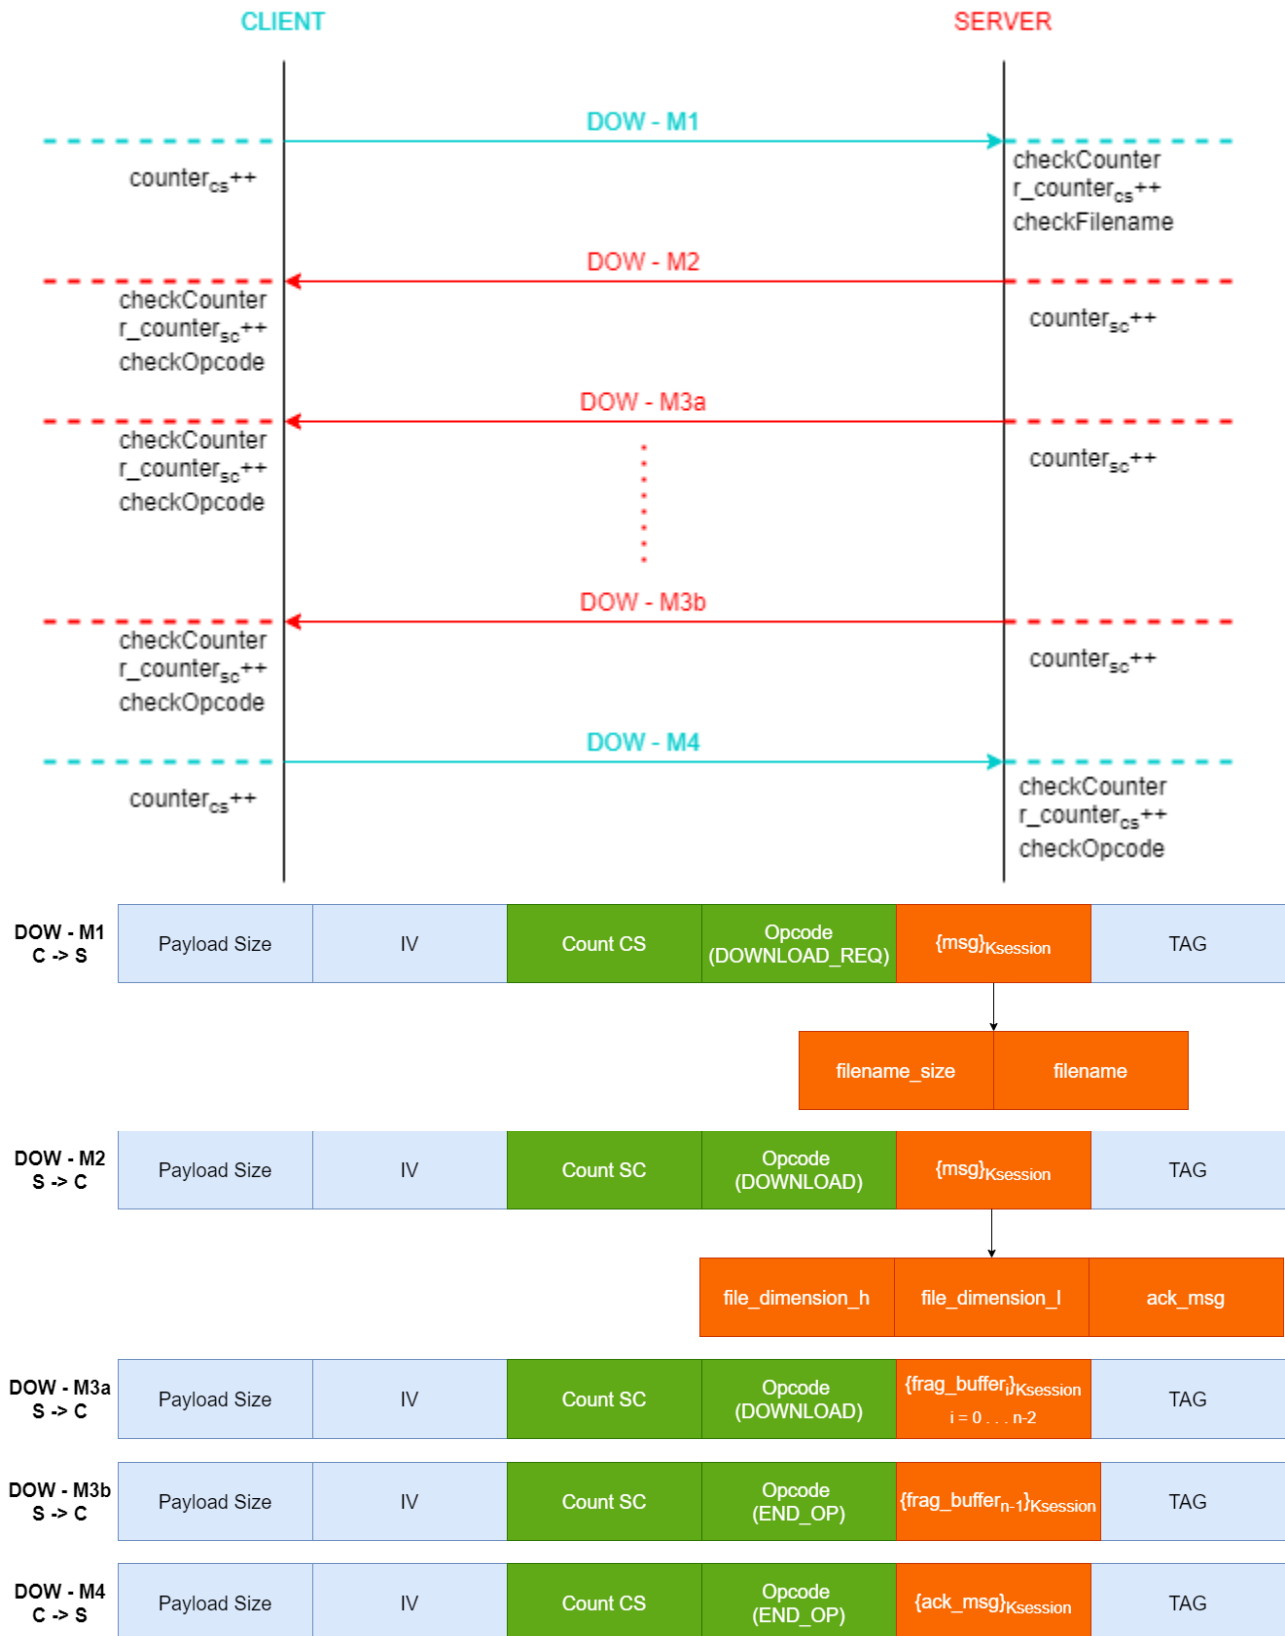 CLIENT
SERVER
DOW - M1
counter_cs++
checkCounter
r_counter_cs++
checkFilename
DOW - M2
checkCounter
r_counter_sc++
checkOpcode
counter_sc++
DOW - M3a
checkCounter
r_counter_sc++
checkOpcode
counter_sc++
DOW - M3b
checkCounter
r_counter_sc++
checkOpcode
counter_sc++
DOW - M4
counter_cs++
checkCounter
r_counter_cs++
checkOpcode
DOW - M1
C -> S
Payload Size
IV
Count CS
Opcode
(DOWNLOAD_REQ)
{msg}Ksession
TAG
filename_size
filename
DOW - M2
S -> C
Payload Size
IV
Count SC
Opcode
(DOWNLOAD)
{msg}Ksession
TAG
file_dimension_h
file_dimension_l
ack_msg
DOW - M3a
S -> C
Payload Size
IV
Count SC
Opcode
(DOWNLOAD)
{frag_buffer_i}Ksession
i = 0 . . . n-2
TAG
DOW - M3b
S -> C
Payload Size
IV
Count SC
Opcode
(END_OP)
{frag_buffer_n-1}Ksession
TAG
DOW - M4
C -> S
Payload Size
IV
Count CS
Opcode
(END_OP)
{ack_msg}Ksession
TAG